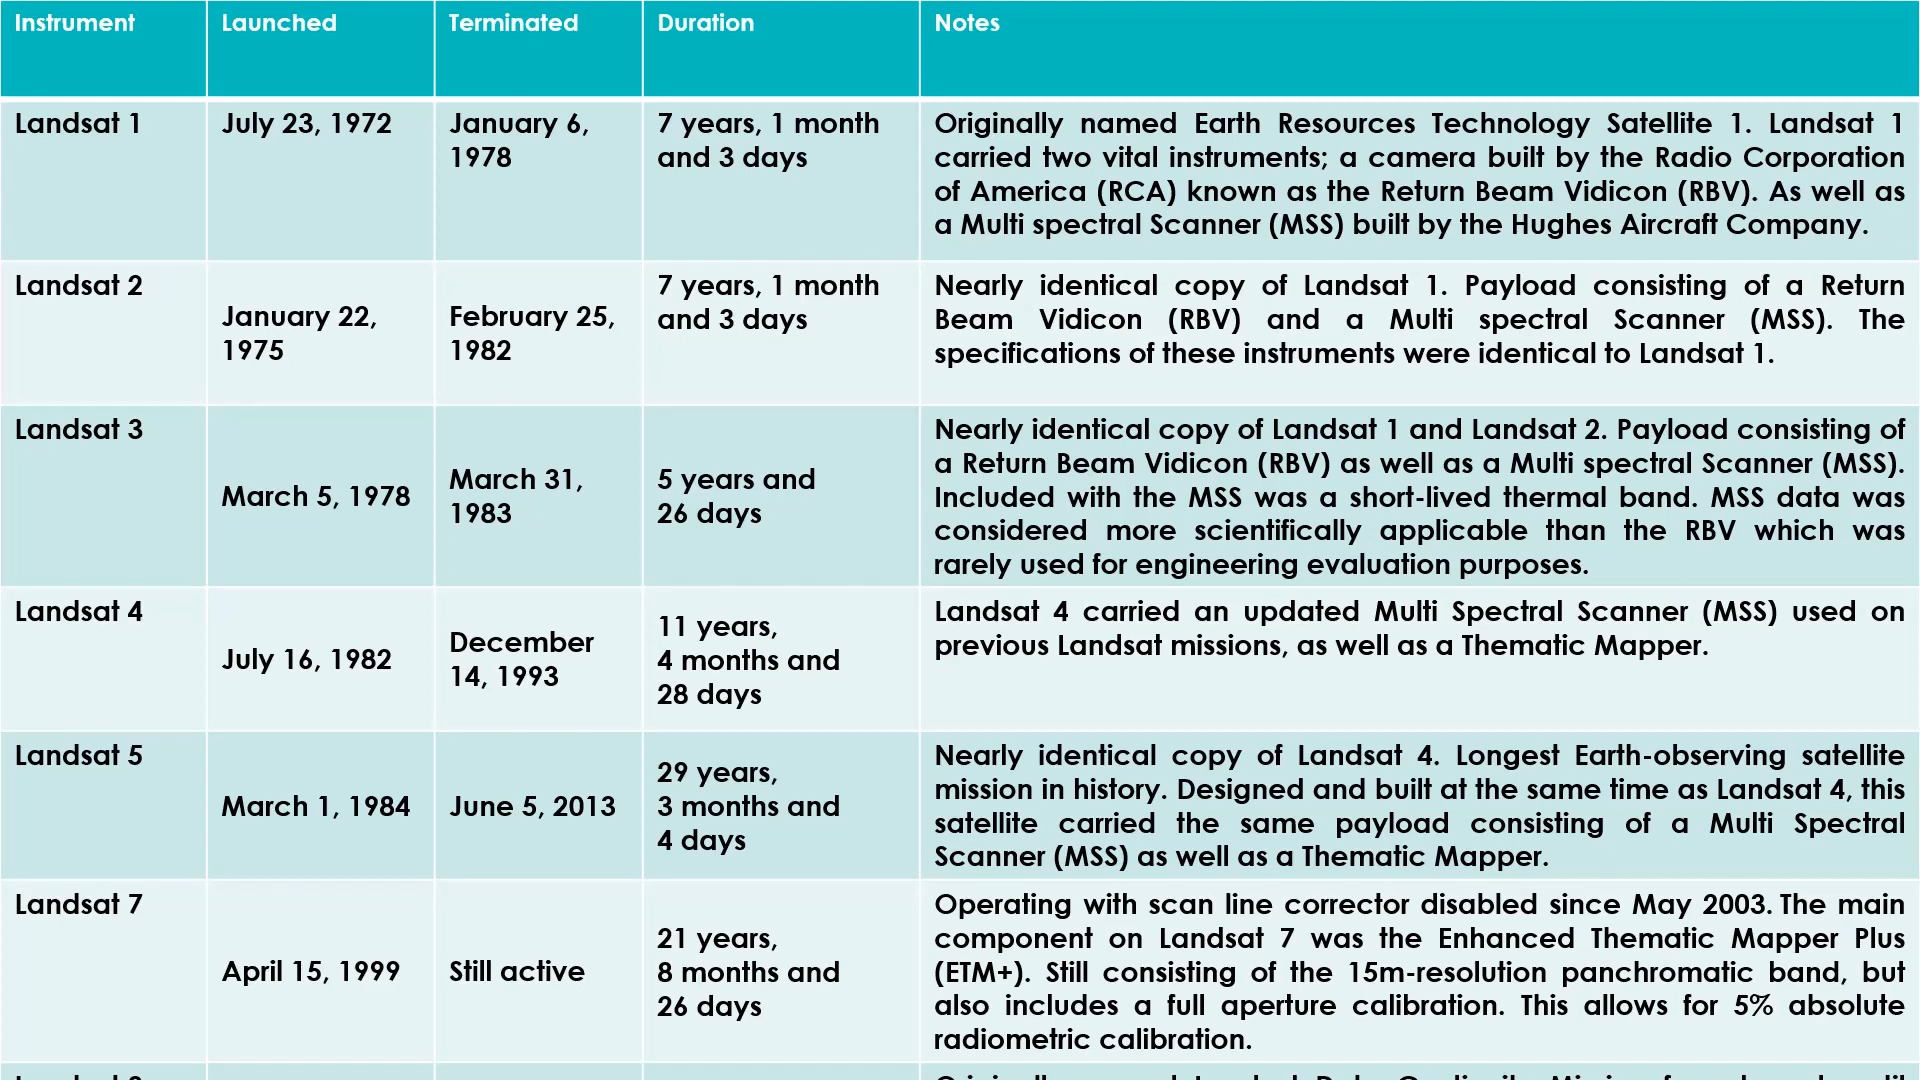 Instrument
Launched
Terminated
Duration
Notes
Landsat 1
July 23, 1972
January 6,
1978
7 years, 1 month
and 3 days
Originally named Earth Resources Technology Satellite 1. Landsat 1
carried two vital instruments; a camera built by the Radio Corporation
of America (RCA) known as the Return Beam Vidicon (RBV). As well as
a Multi spectral Scanner (MSS) built by the Hughes Aircraft Company.
Landsat 2
January 22,
1975
February 25,
1982
7 years, 1 month
and 3 days
Nearly identical copy of Landsat 1. Payload consisting of a Return
Beam Vidicon (RBV) and a Multi spectral Scanner (MSS). The
specifications of these instruments were identical to Landsat 1.
Landsat 3
March 5, 1978
March 31,
1983
5 years and
26 days
Nearly identical copy of Landsat 1 and Landsat 2. Payload consisting of
a Return Beam Vidicon (RBV) as well as a Multi spectral Scanner (MSS).
Included with the MSS was a short-lived thermal band. MSS data was
considered more scientifically applicable than the RBV which was
rarely used for engineering evaluation purposes.
Landsat 4
July 16, 1982
December
14, 1993
11 years,
4 months and
28 days
Landsat 4 carried an updated Multi Spectral Scanner (MSS) used on
previous Landsat missions, as well as a Thematic Mapper.
Landsat 5
March 1, 1984
June 5, 2013
29 years,
3 months and
4 days
Nearly identical copy of Landsat 4. Longest Earth-observing satellite
mission in history. Designed and built at the same time as Landsat 4, this
satellite carried the same payload consisting of a Multi Spectral
Scanner (MSS) as well as a Thematic Mapper.
Landsat 7
April 15, 1999
Still active
21 years,
8 months and
26 days
Operating with scan line corrector disabled since May 2003. The main
component on Landsat 7 was the Enhanced Thematic Mapper Plus
(ETM+). Still consisting of the 15m-resolution panchromatic band, but
also includes a full aperture calibration. This allows for 5% absolute
radiometric calibration.